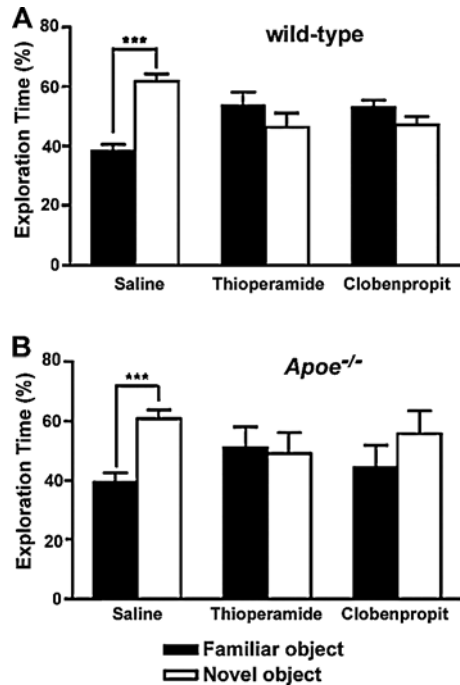 A
wild-type
***
Exploration Time (%)
80
60
40
20
0
Saline Thioperamide Clobenpropit
B
Apoe-/-
***
Exploration Time (%)
80
60
40
20
0
Saline Thioperamide Clobenpropit
Familiar object
Novel object